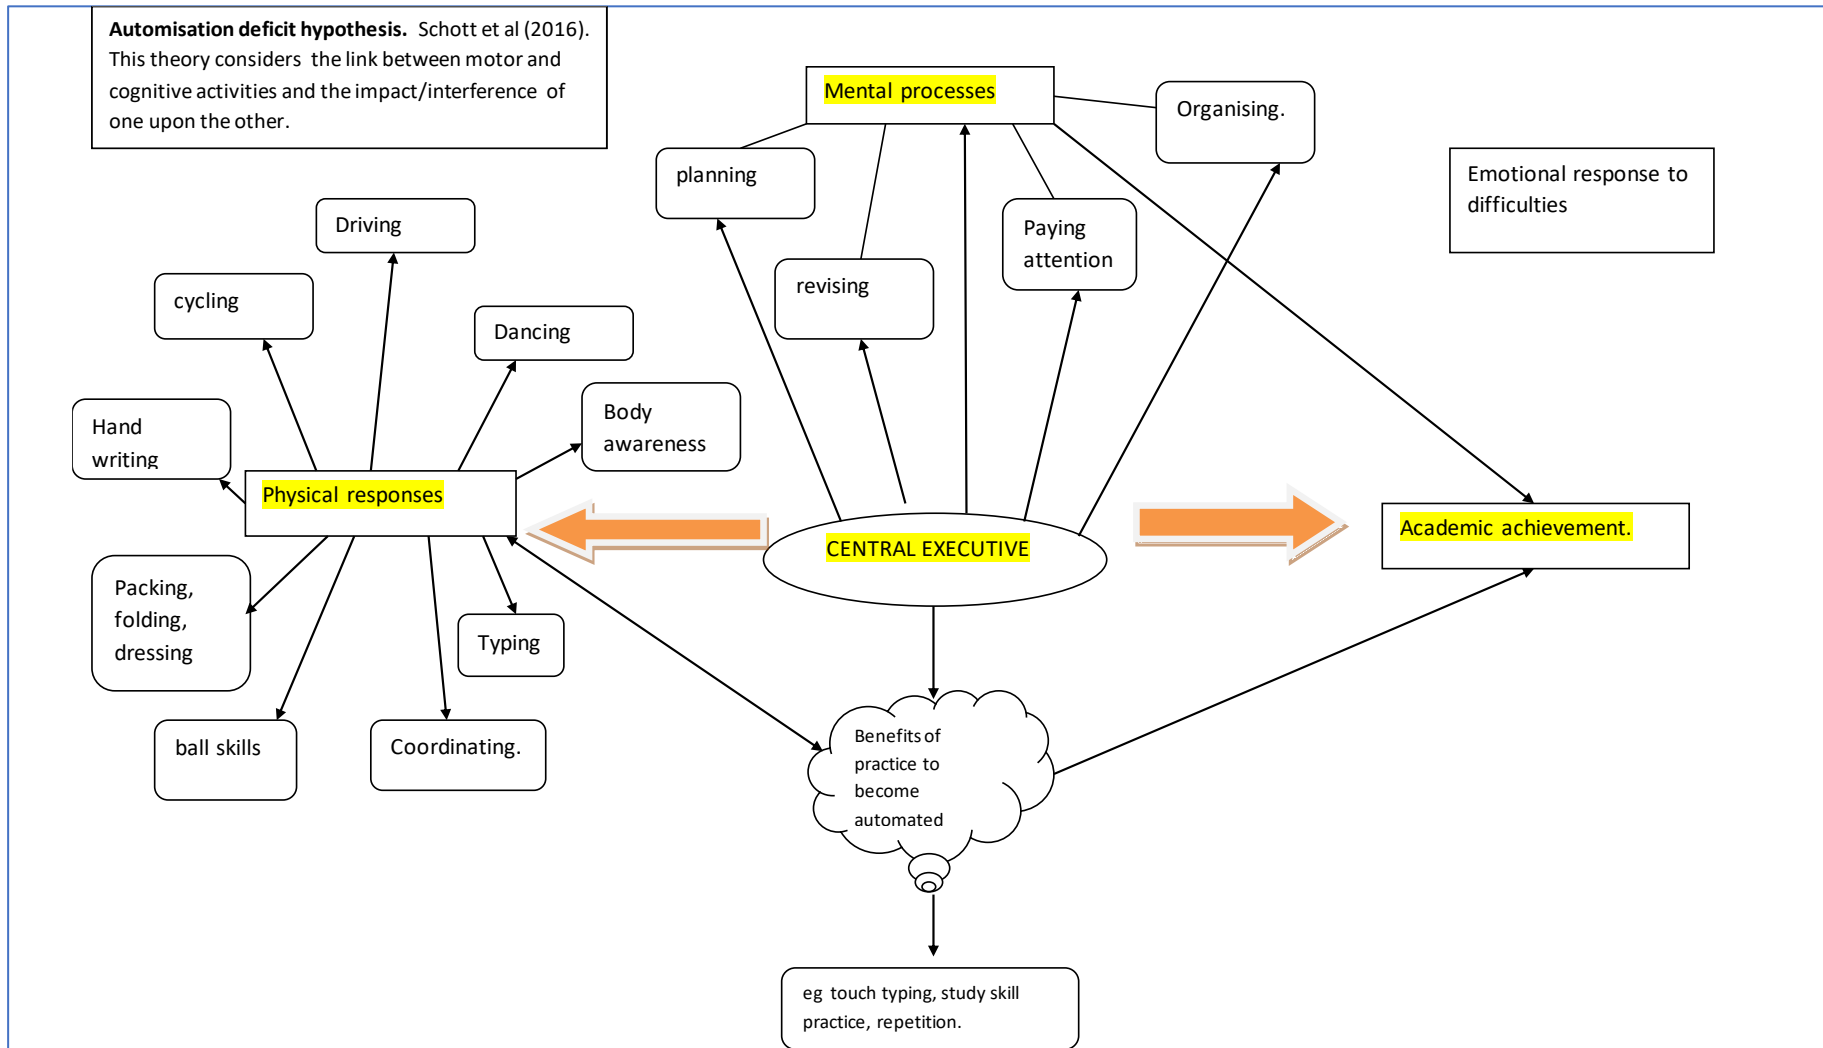 Automisation deficit hypothesis. Schott et al (2016).
This theory considers the link between motor and
cognitive activities and the impact/interference of
one upon the other.
Mental processes
Organising.
planning
Paying
attention
revising
Emotional response to
difficulties
Driving
cycling
Dancing
Body
awareness
Hand
writing
Physical responses
CENTRAL EXECUTIVE
Academic achievement.
Packing,
folding,
dressing
Typing
ball skills
Coordinating.
Benefits of
practice to
become
automated
eg touch typing, study skill
practice, repetition.